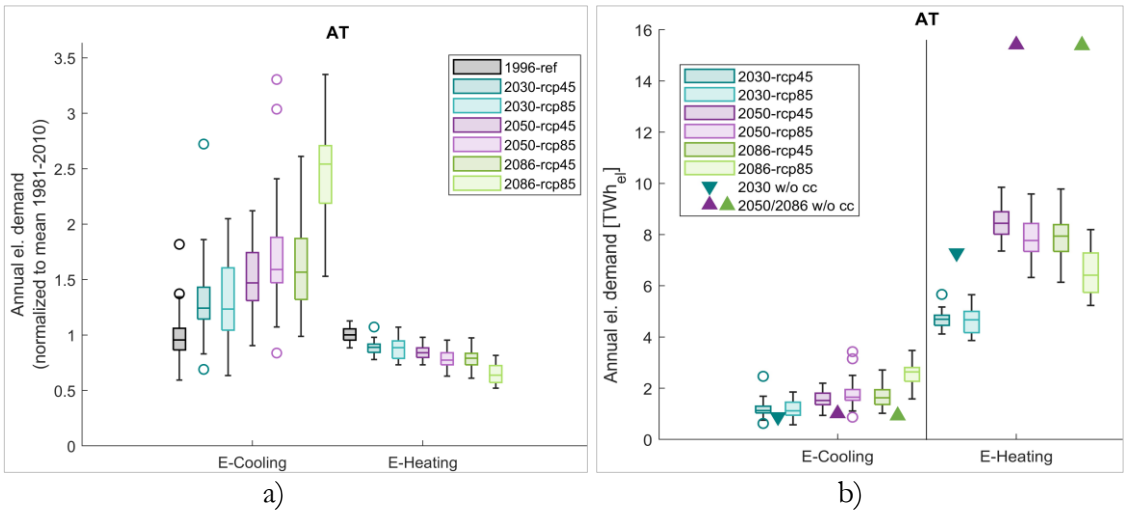 AT
Annual el. demand
(normalized to mean 1981-2010)
3.5
3
2.5
2
1.5
1
0.5
0
1996-ref
2030-rcp45
2030-rcp85
2050-rcp45
2050-rcp85
2086-rcp45
2086-rcp85
E-Cooling
E-Heating
a)
AT
Annual el. demand [TWh_el]
16
14
12
10
8
6
4
2
0
2030-rcp45
2030-rcp85
2050-rcp45
2050-rcp85
2086-rcp45
2086-rcp85
2030 w/o cc
2050/2086 w/o cc
E-Cooling
E-Heating
b)